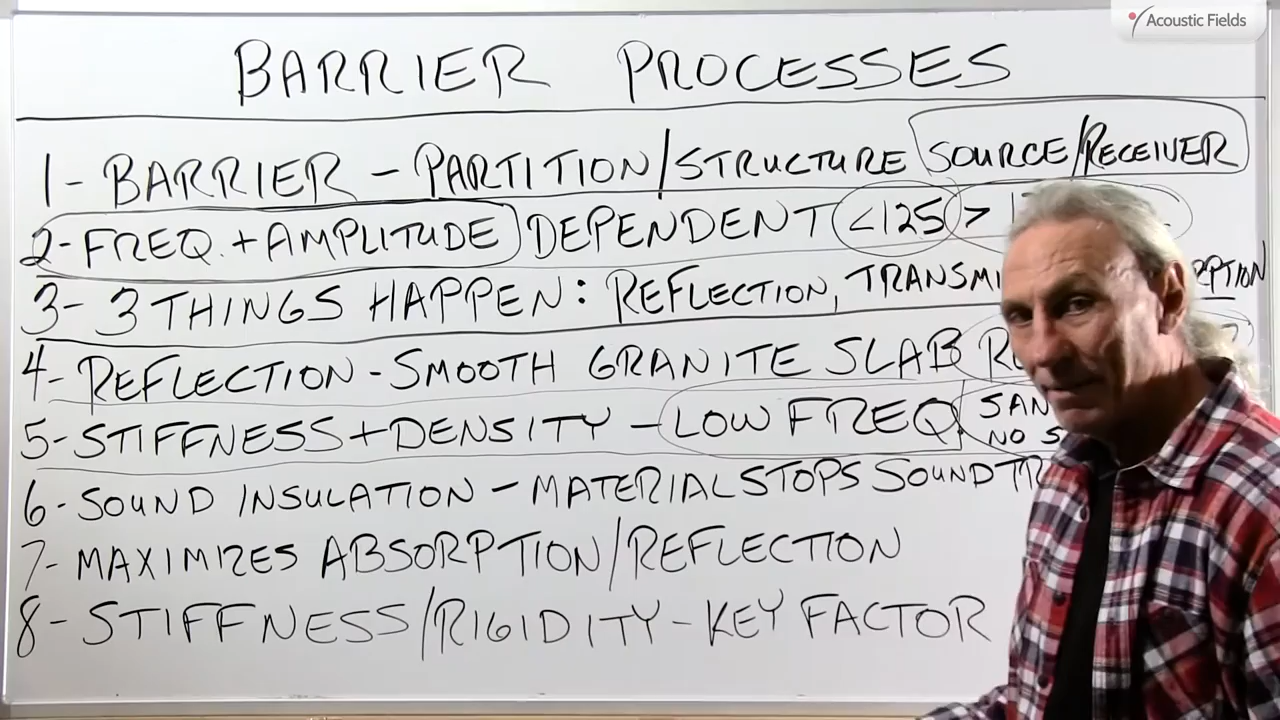 Acoustic Fields
BARRIER PROCESSES
1- BARRIER - PARTITION/STRUCTURE SOURCE/RECEIVER
2- FREQ. + AMPLITUDE DEPENDENT <125 >
3- 3 THINGS HAPPEN: REFLECTION,
4- REFLECTION - SMOOTH GRANITE SLAB
5- STIFFNESS + DENSITY - LOW FREQ
NO
6- SOUND INSULATION - MATERIAL STOPS SOUND
7- MAXIMIZES ABSORPTION/REFLECTION
8- STIFFNESS/RIGIDITY - KEY FACTOR